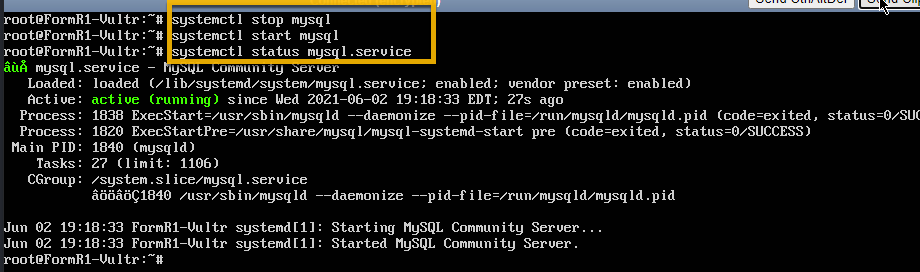 Send CtrlAltDel
root@FormR1-Vultr:~# systemctl stop mysql
root@FormR1-Vultr:~# systemctl start mysql
root@FormR1-Vultr:~# systemctl status mysql.service
âùÅ mysql.service - MySQL Community Server
Loaded: loaded (/lib/systemd/system/mysql.service; enabled; vendor preset: enabled)
Active: active (running) since Wed 2021-06-02 19:18:33 EDT; 27s ago
Process: 1838 ExecStart=/usr/sbin/mysqld --daemonize --pid-file=/run/mysqld/mysqld.pid (code=exited, status=0/SUC
Process: 1820 ExecStartPre=/usr/share/mysql/mysql-systemd-start pre (code=exited, status=0/SUCCESS)
Main PID: 1840 (mysqld)
Tasks: 27 (limit: 1106)
CGroup: /system.slice/mysql.service
âööâöÇ1840 /usr/sbin/mysqld --daemonize --pid-file=/run/mysqld/mysqld.pid
Jun 02 19:18:33 FormR1-Vultr systemd[1]: Starting MySQL Community Server...
Jun 02 19:18:33 FormR1-Vultr systemd[1]: Started MySQL Community Server.
root@FormR1-Vultr:~#